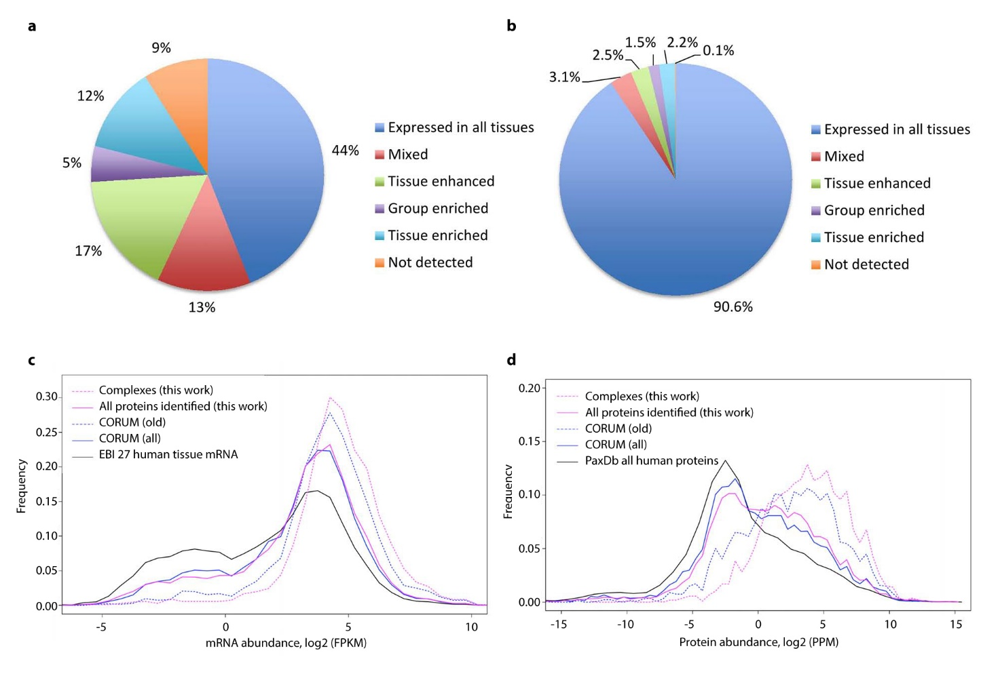 a
9%
12%
5%
17%
13%
44%
Expressed in all tissues
Mixed
Tissue enhanced
Group enriched
Tissue enriched
Not detected
b
3.1%
2.5%
1.5%
2.2%
0.1%
90.6%
Expressed in all tissues
Mixed
Tissue enhanced
Group enriched
Tissue enriched
Not detected
c
Complexes (this work)
All proteins identified (this work)
CORUM (old)
CORUM (all)
EBI 27 human tissue mRNA
Frequency
0.30
0.25
0.20
0.15
0.10
0.05
0.00
-5
0
5
10
mRNA abundance, log2 (FPKM)
d
Complexes (this work)
All proteins identified (this work)
CORUM (old)
CORUM (all)
PaxDb all human proteins
Frequency
0.20
0.15
0.10
0.05
0.00
-15
-10
-5
0
5
10
15
Protein abundance, log2 (PPM)